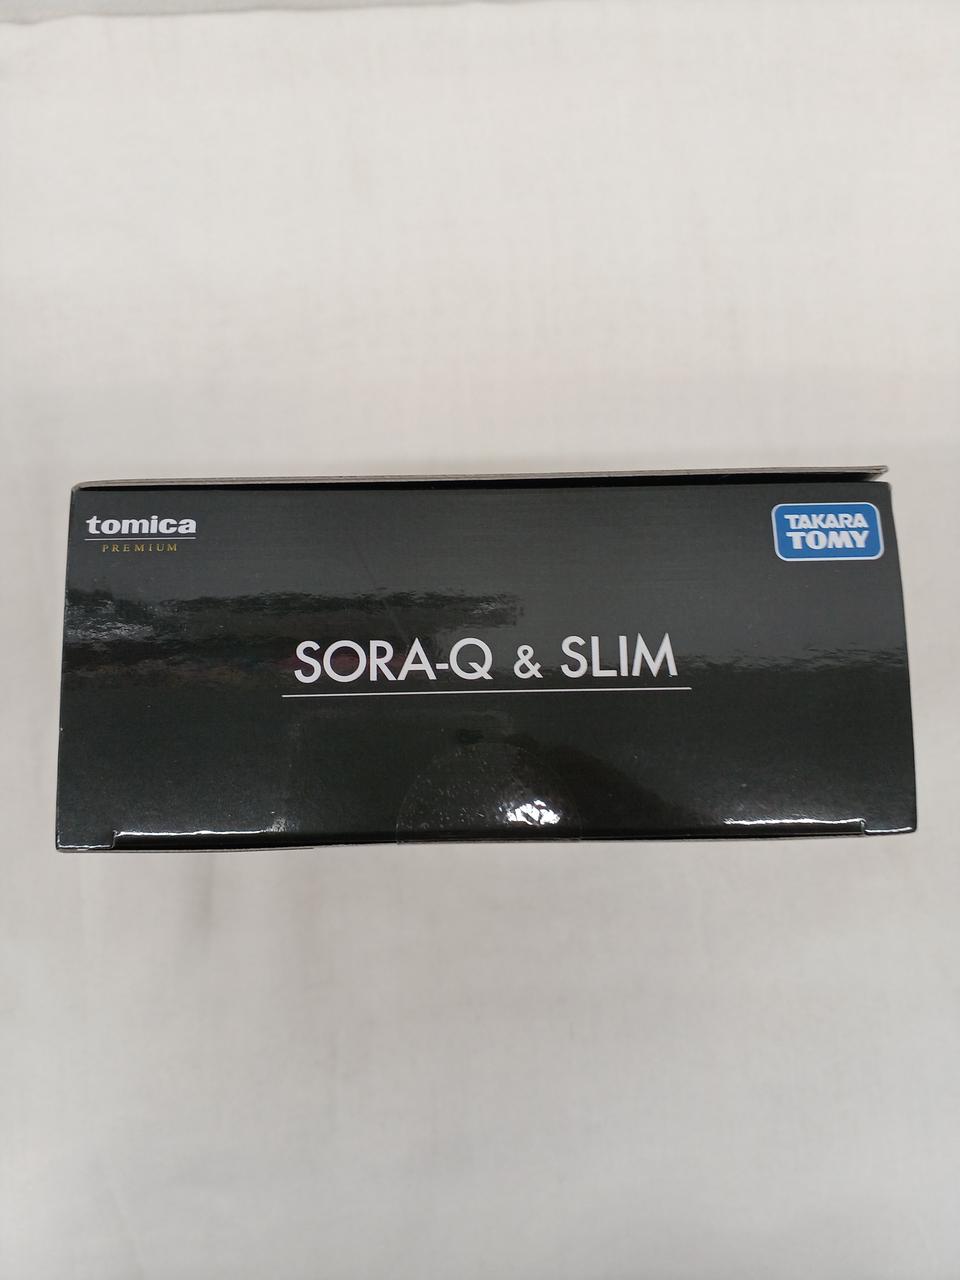 tomica
PREMIUM
TAKARA
TOMY
SORA-Q & SLIM